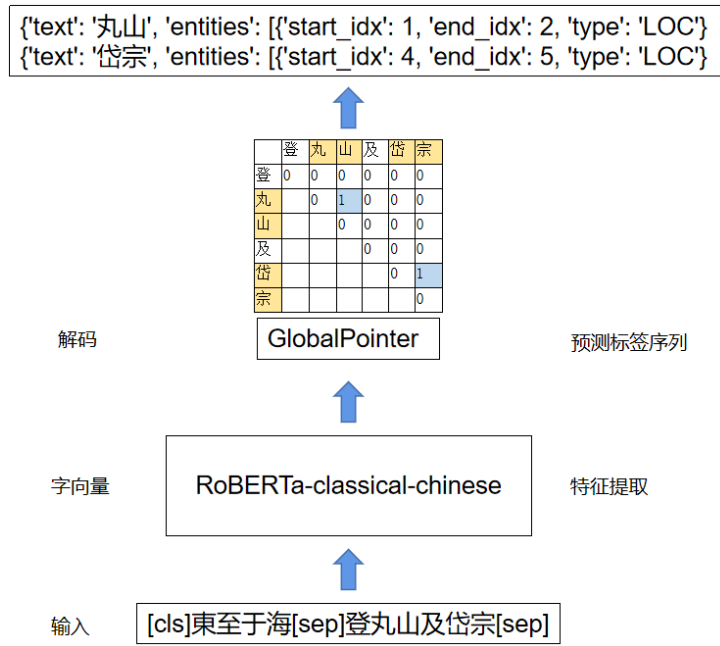 {'text': '丸山', 'entities': [{'start_idx': 1, 'end_idx': 2, 'type': 'LOC'}
{'text': '岱宗', 'entities': [{'start_idx': 4, 'end_idx': 5, 'type': 'LOC'}
登 丸 山 及 岱 宗
登 0 0 0 0 0 0
丸 0 1 0 0 0
山 0 0 0 0
及 0 0 0
岱 0 1
宗 0
解码 GlobalPointer 预测标签序列
字向量 RoBERTa-classical-chinese 特征提取
输入 [cls]東至于海[sep]登丸山及岱宗[sep]